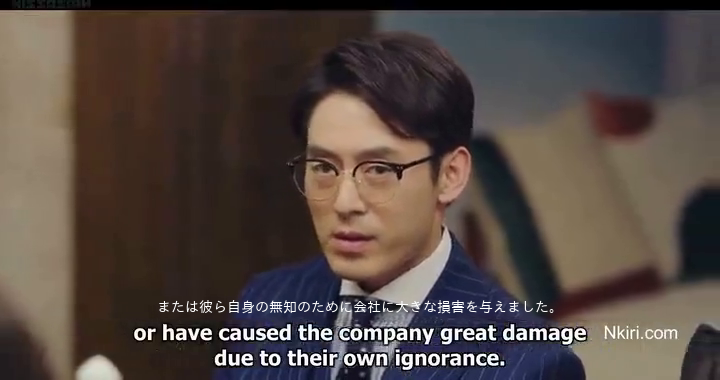 または彼ら自身の無知のために会社に大きな損害を与えました。
or have caused the company great damage
due to their own ignorance.
Nkiri.com